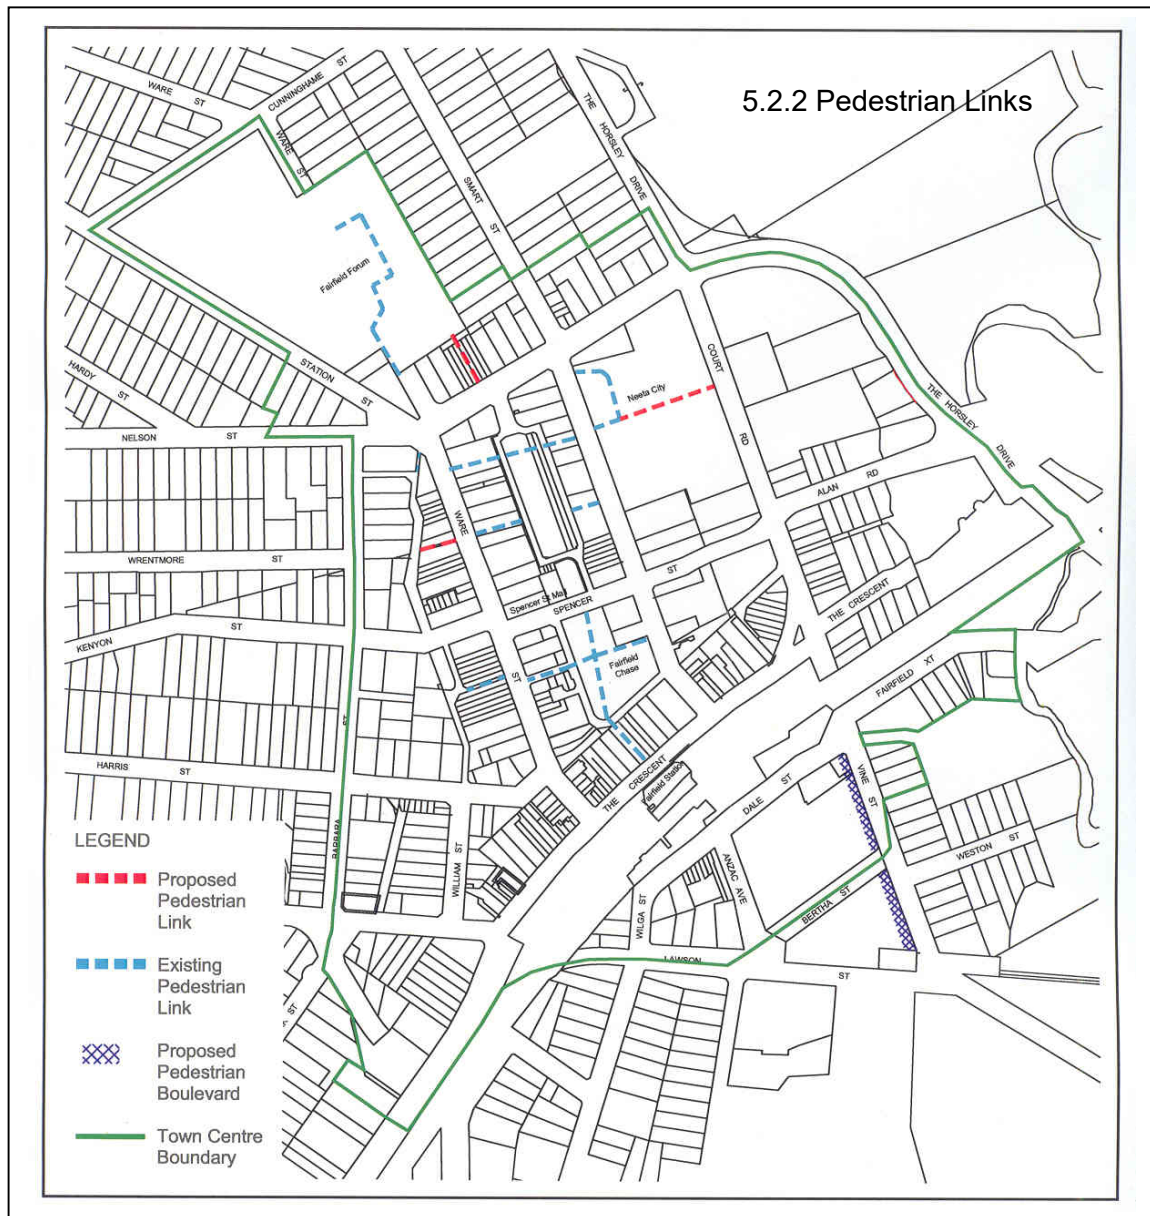 5.2.2 Pedestrian Links
WARE ST
CUNNINGHAME ST
WARE ST
THE HORSLEY DRIVE
SMART ST
Fairfield Forum
STATION ST
HARDY ST
NELSON ST
COURT RD
Neeta City
THE HORSLEY DRIVE
ALAN RD
WARE ST
WRENTMORE ST
Spencer St Mall
SPENCER ST
THE CRESCENT
KENYON ST
Fairfield
Chase
FAIRFIELD XT
HARRIS ST
THE CRESCENT
Fairfield Station
DALE ST
VINE ST
WESTON ST
BARBARA ST
WILLIAM ST
WILGA ST
ANZAC AVE
BERTHA ST
LAWSON ST
ST
LEGEND
Proposed
Pedestrian
Link
Existing
Pedestrian
Link
Proposed
Pedestrian
Boulevard
Town Centre
Boundary